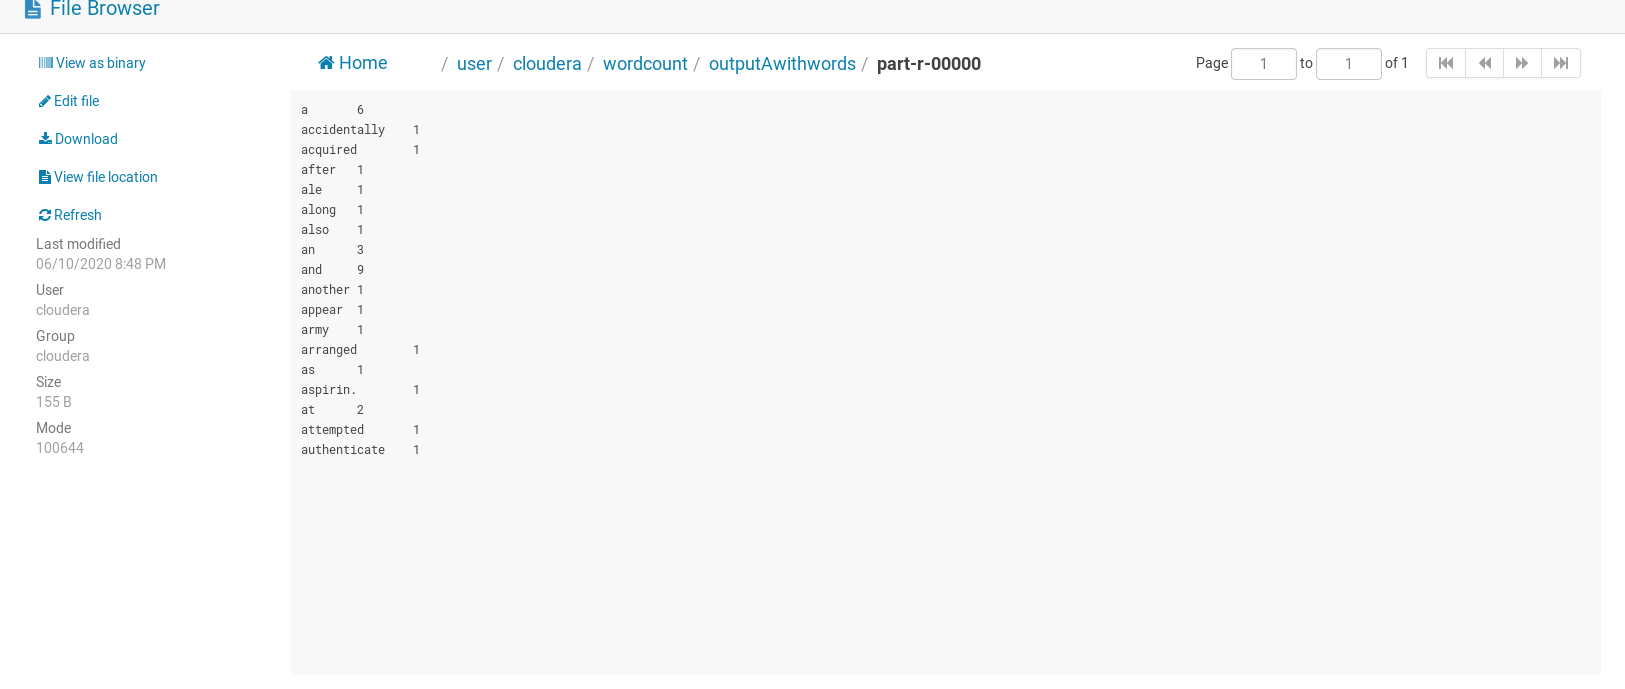 File Browser
View as binary
Edit file
Download
View file location
Refresh
Last modified
06/10/2020 8:48 PM
User
cloudera
Group
cloudera
Size
155 B
Mode
100644
Home / user / cloudera / wordcount / outputAwithwords / part-r-00000
Page 1 to 1 of 1
a 6
accidentally 1
acquired 1
after 1
ale 1
along 1
also 1
an 3
and 9
another 1
appear 1
army 1
arranged 1
as 1
aspirin. 1
at 2
attempted 1
authenticate 1